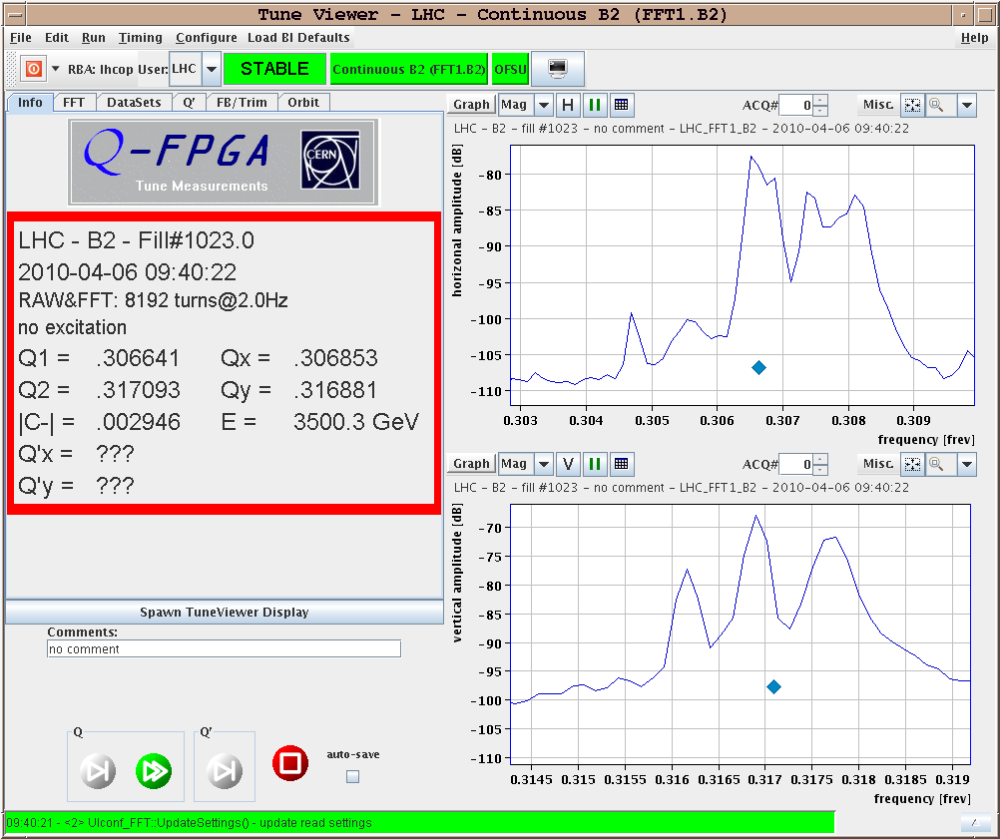 Tune Viewer - LHC - Continuous B2 (FFT1.B2)
File Edit Run Timing Configure Load BI Defaults Help
RBA: lhcop User: LHC STABLE Continuous B2 (FFT1.B2) OFSU
Info FFT DataSets Q' FB/Trim Orbit
Q-FPGA
Tune Measurements
CERN
LHC - B2 - Fill#1023.0
2010-04-06 09:40:22
RAW&FFT: 8192 turns@2.0Hz
no excitation
Q1 = .306641 Qx = .306853
Q2 = .317093 Qy = .316881
|C-| = .002946 E = 3500.3 GeV
Q'x = ???
Q'y = ???
Spawn TuneViewer Display
Comments:
no comment
Q
Q'
auto-save
Graph Mag H ACQ# 0 Misc.
LHC - B2 - fill #1023 - no comment - LHC_FFT1_B2 - 2010-04-06 09:40:22
horizonal amplitude [dB]
-80
-85
-90
-95
-100
-105
-110
0.303 0.304 0.305 0.306 0.307 0.308 0.309
frequency [frev]
Graph Mag V ACQ# 0 Misc.
LHC - B2 - fill #1023 - no comment - LHC_FFT1_B2 - 2010-04-06 09:40:22
vertical amplitude [dB]
-70
-75
-80
-85
-90
-95
-100
-105
-110
0.3145 0.315 0.3155 0.316 0.3165 0.317 0.3175 0.318 0.3185 0.319
frequency [frev]
09:40:21 - <2> UIconf_FFT::UpdateSettings() - update read settings